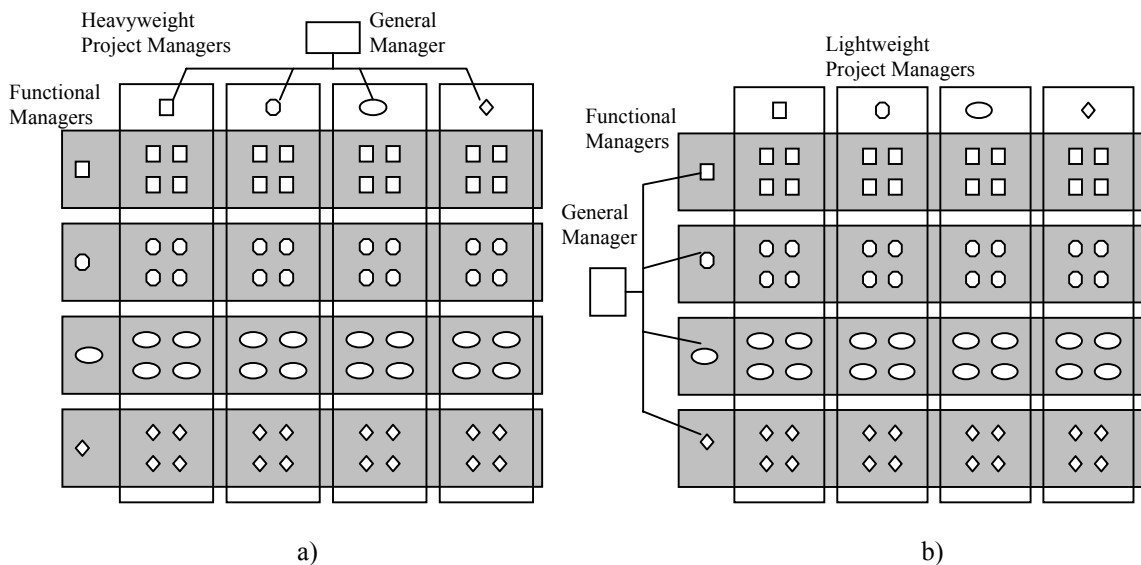 Heavyweight
Project Managers
General
Manager
Functional
Managers
a)
Lightweight
Project Managers
Functional
Managers
General
Manager
b)